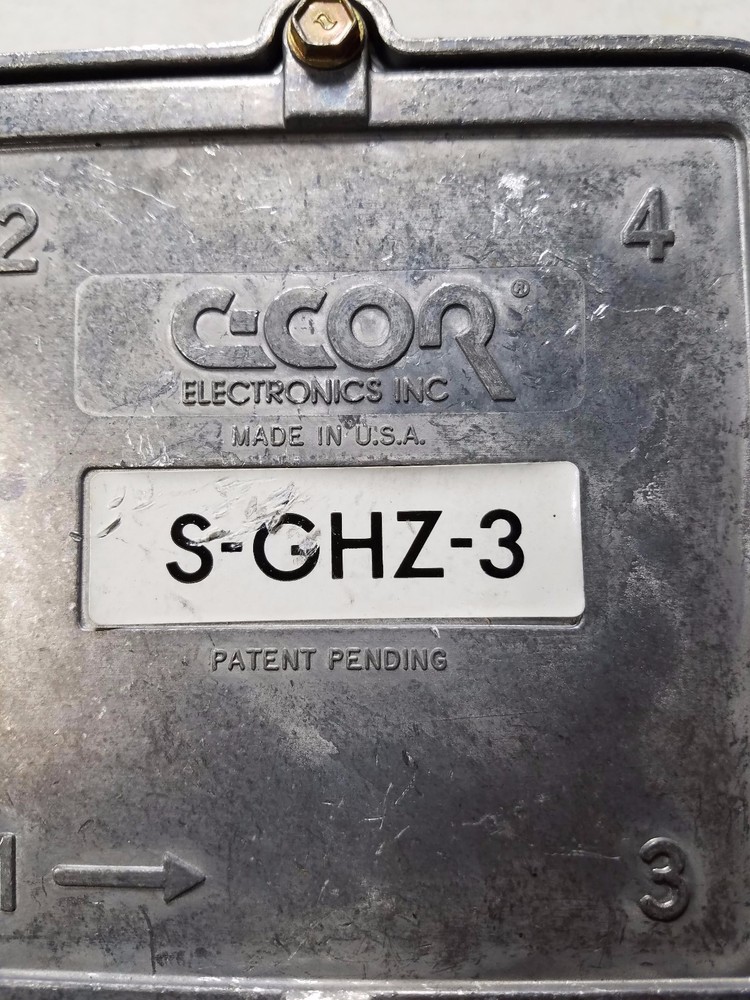 2
4
C-COR®
ELECTRONICS INC
MADE IN U.S.A.
S-GHZ-3
PATENT PENDING
1
3